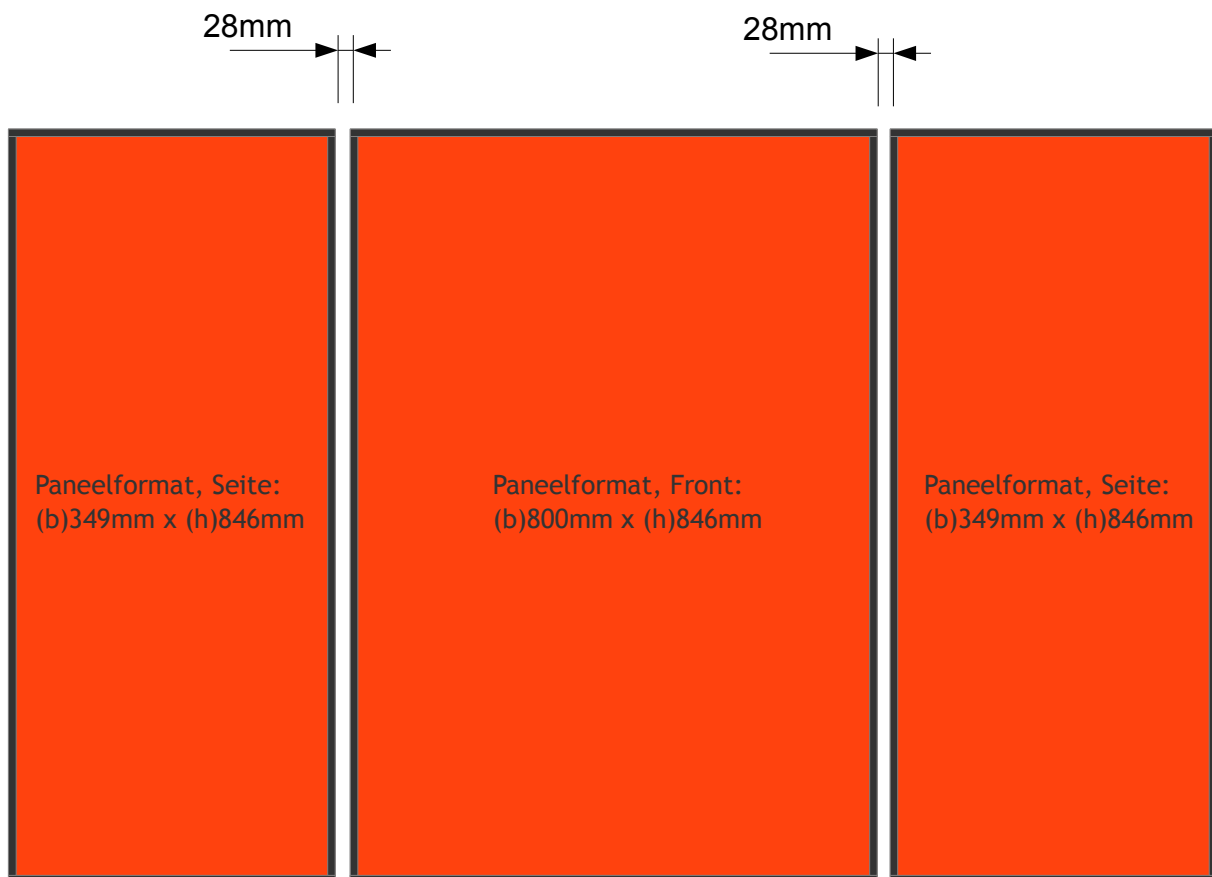 28mm
28mm
Paneelformat, Seite:
(b)349mm x (h)846mm
Paneelformat, Front:
(b)800mm x (h)846mm
Paneelformat, Seite:
(b)349mm x (h)846mm